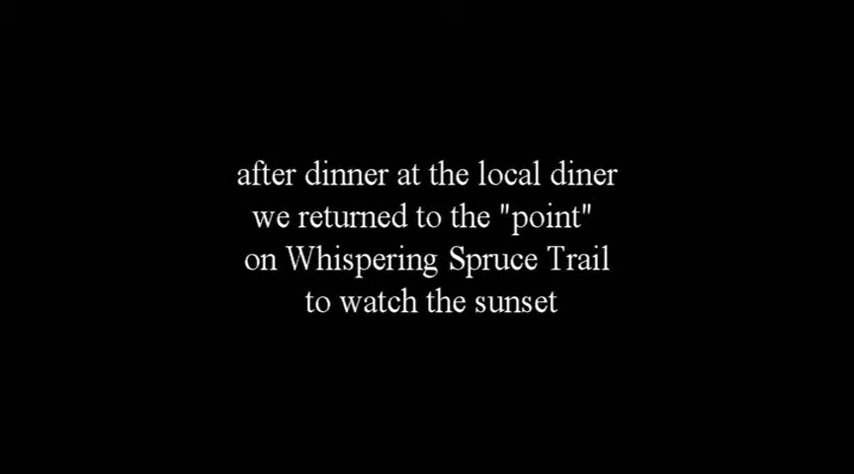 after dinner at the local diner
we returned to the "point"
on Whispering Spruce Trail
to watch the sunset